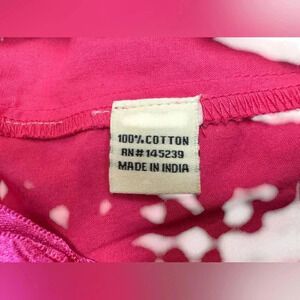 100% COTTON
RN# 145239
MADE IN INDIA